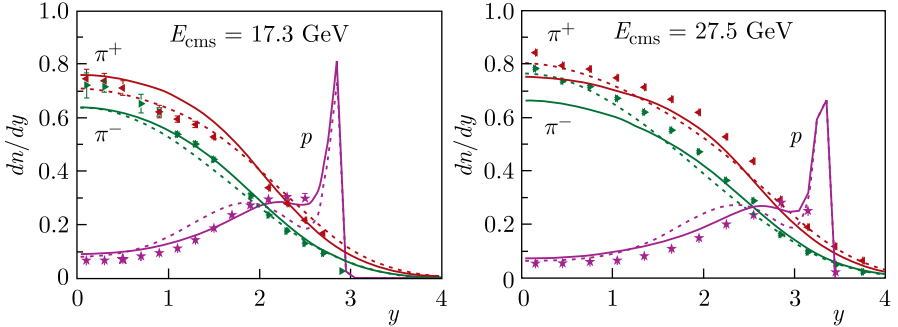 1.0
0.8
0.6
0.4
0.2
0
dn/dy
E_cms = 17.3 GeV
π+
π−
p
0 1 2 3 4
y
1.0
0.8
0.6
0.4
0.2
0
dn/dy
π+
E_cms = 27.5 GeV
π−
p
0 1 2 3 4
y